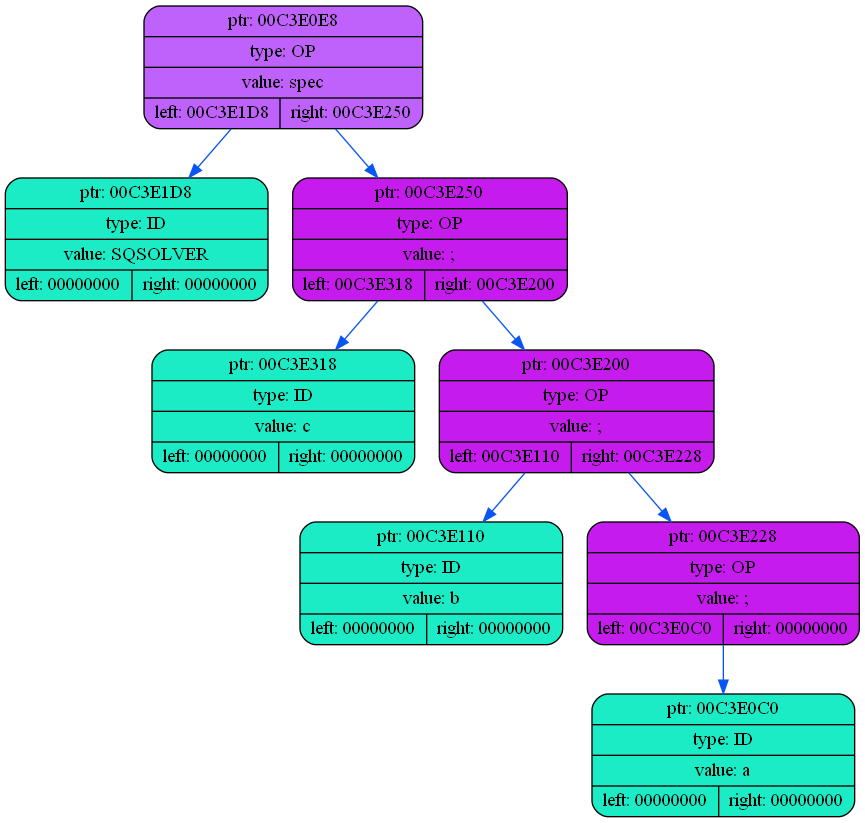 ptr: 00C3E0E8
type: OP
value: spec
left: 00C3E1D8 right: 00C3E250
ptr: 00C3E1D8
type: ID
value: SQSOLVER
left: 00000000 right: 00000000
ptr: 00C3E250
type: OP
value: ;
left: 00C3E318 right: 00C3E200
ptr: 00C3E318
type: ID
value: c
left: 00000000 right: 00000000
ptr: 00C3E200
type: OP
value: ;
left: 00C3E110 right: 00C3E228
ptr: 00C3E110
type: ID
value: b
left: 00000000 right: 00000000
ptr: 00C3E228
type: OP
value: ;
left: 00C3E0C0 right: 00000000
ptr: 00C3E0C0
type: ID
value: a
left: 00000000 right: 00000000